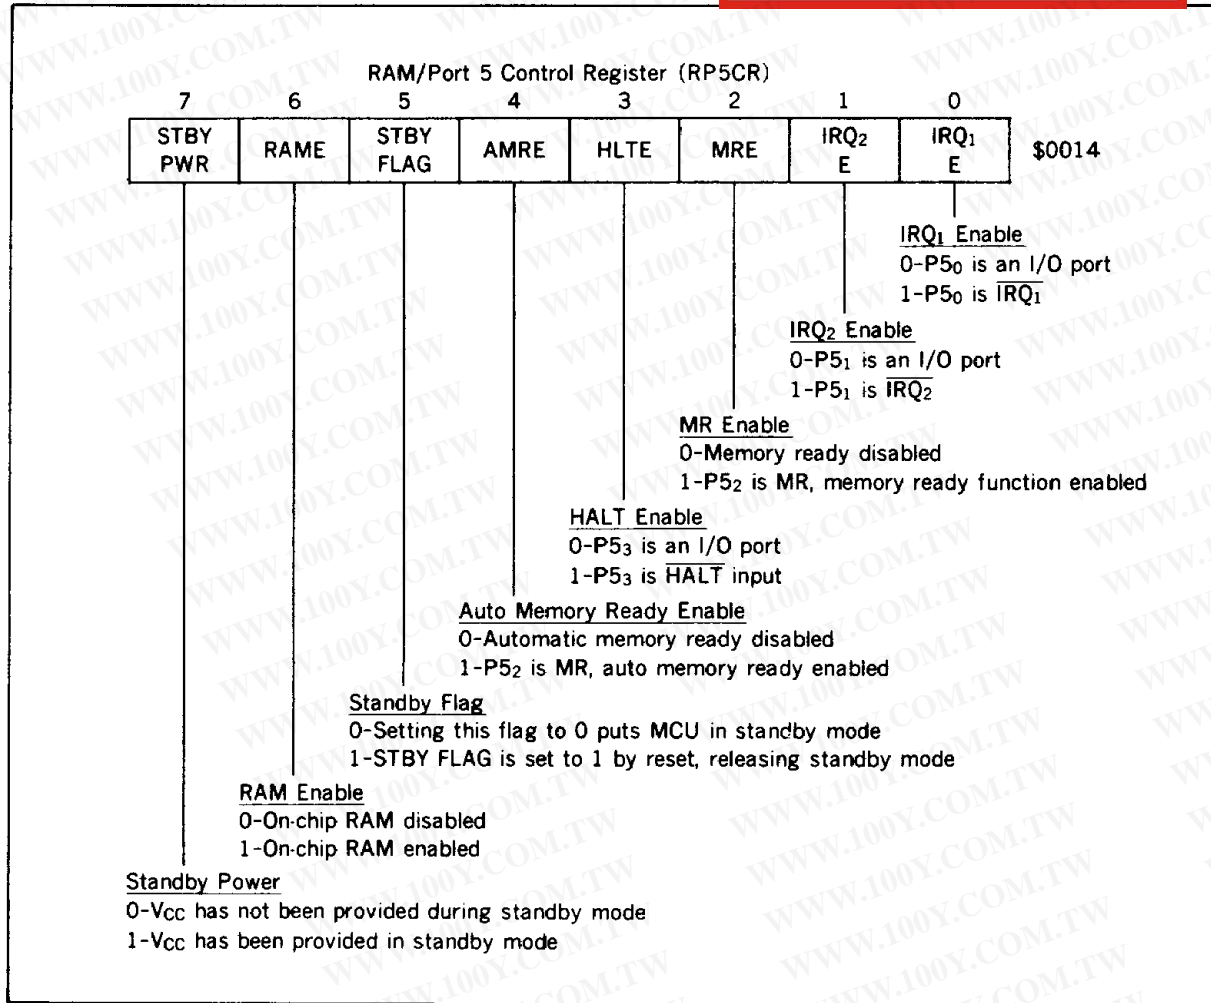 RAM/Port 5 Control Register (RP5CR)
7 6 5 4 3 2 1 0
STBY PWR RAME STBY FLAG AMRE HLTE MRE IRQ2 E IRQ1 E $0014
IRQ1 Enable
0-P50 is an I/O port
1-P50 is I̅R̅Q̅1̅
IRQ2 Enable
0-P51 is an I/O port
1-P51 is I̅R̅Q̅2̅
MR Enable
0-Memory ready disabled
1-P52 is MR, memory ready function enabled
HALT Enable
0-P53 is an I/O port
1-P53 is H̅A̅L̅T̅ input
Auto Memory Ready Enable
0-Automatic memory ready disabled
1-P52 is MR, auto memory ready enabled
Standby Flag
0-Setting this flag to 0 puts MCU in standby mode
1-STBY FLAG is set to 1 by reset, releasing standby mode
RAM Enable
0-On-chip RAM disabled
1-On-chip RAM enabled
Standby Power
0-VCC has not been provided during standby mode
1-VCC has been provided in standby mode
WWW.100Y.COM.TW